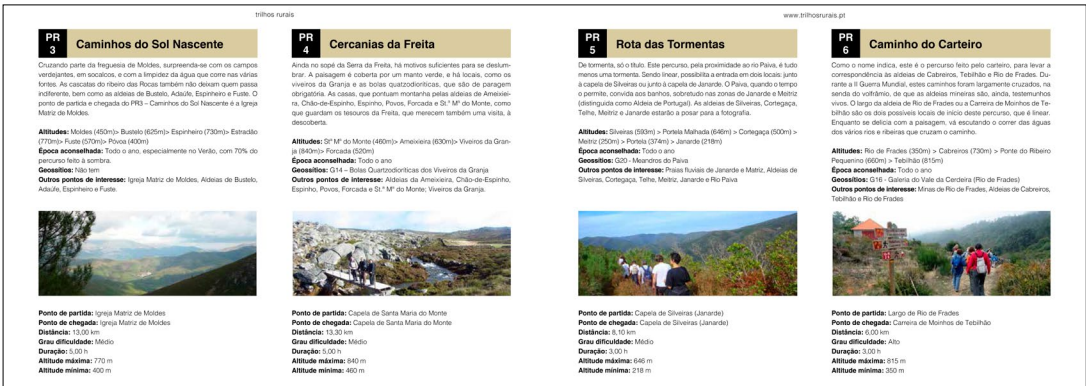 trilhos rurais
www.trilhosrurais.pt
PR
3
Caminhos do Sol Nascente
Cruzando parte da freguesia de Moldes, surpreenda-se com os campos
verdejantes, em socalcos, e com a limpidez da água que corre nas várias
fontes. As cascatas do ribeiro das Rocas também não deixam quem passa
indiferente, bem como as aldeias de Bustelo, Adaúfe, Espinheiro e Fuste. O
ponto de partida e chegada do PR3 – Caminhos do Sol Nascente é a Igreja
Matriz de Moldes.
Altitudes: Moldes (450m)> Bustelo (625m)> Espinheiro (730m)> Estradão
(770m)> Fuste (570m)> Póvoa (400m)
Época aconselhada: Todo o ano, especialmente no Verão, com 70% do
percurso feito à sombra.
Geossítios: Não tem
Outros pontos de interesse: Igreja Matriz de Moldes, Aldeias de Bustelo,
Adaúfe, Espinheiro e Fuste.
Ponto de partida: Igreja Matriz de Moldes
Ponto de chegada: Igreja Matriz de Moldes
Distância: 13,00 km
Grau dificuldade: Médio
Duração: 5,00 h
Altitude máxima: 770 m
Altitude mínima: 400 m
PR
4
Cercanias da Freita
Ainda no sopé da Serra da Freita, há motivos suficientes para se deslum-
brar. A paisagem é coberta por um manto verde, e há locais, como os
viveiros da Granja e as bolas quatzodioríticas, que são de paragem
obrigatória. As casas, que pontuam montanha pelas aldeias de Ameixiei-
ra, Chão-de-Espinho, Espinho, Povos, Forcada e St.ª Mº do Monte, como
que guardam os tesouros da Freita, que merecem também uma visita, à
descoberta.
Altitudes: Stª Mº do Monte (460m)> Ameixieira (630m)> Viveiros da Gran-
ja (840m)> Forcada (520m)
Época aconselhada: Todo o ano
Geossítios: G14 – Bolas Quartzodioríticos dos Viveiros da Granja
Outros pontos de interesse: Aldeias da Ameixieira, Chão-de-Espinho,
Espinho, Povos, Forcada e St.ª Mº do Monte; Viveiros da Granja.
Ponto de partida: Capela de Santa Maria do Monte
Ponto de chegada: Capela de Santa Maria do Monte
Distância: 13,30 km
Grau dificuldade: Médio
Duração: 5,00 h
Altitude máxima: 840 m
Altitude mínima: 460 m
PR
5
Rota das Tormentas
De tormenta, só o título. Este percurso, pela proximidade ao rio Paiva, é tudo
menos uma tormenta. Sendo linear, possibilita a entrada em dois locais: junto
à capela de Silveiras ou junto à capela de Janarde. O Paiva, quando o tempo
o permite, convida aos banhos, sobretudo nas zonas de Janarde e Meitriz
(distinguida como Aldeia de Portugal). As aldeias de Silveiras, Cortegaça,
Telhe, Meitriz e Janarde estarão a posar para a fotografia.
Altitudes: Silveiras (593m) > Portela Malhada (646m) > Cortegaça (500m) >
Meitriz (250m) > Portela (374m) > Janarde (218m)
Época aconselhada: Todo o ano
Geossítios: G20 - Meandros do Paiva
Outros pontos de interesse: Praias fluviais de Janarde e Matriz, Aldeias de
Silveiras, Cortegaça, Telhe, Meitriz, Janarde e Rio Paiva
Ponto de partida: Capela de Silveiras (Janarde)
Ponto de chegada: Capela de Silveiras (Janarde)
Distância: 8,10 km
Grau dificuldade: Médio
Duração: 3,00 h
Altitude máxima: 646 m
Altitude mínima: 218 m
PR
6
Caminho do Carteiro
Como o nome indica, este é o percurso feito pelo carteiro, para levar a
correspondência às aldeias de Cabreiros, Tebilhão e Rio de Frades. Du-
rante a II Guerra Mundial, estes caminhos foram largamente cruzados, na
senda do volfrâmio, de que as aldeias mineiras são, ainda, testemunhos
vivos. O largo da aldeia de Rio de Frades ou a Carreira de Moinhos de Te-
bilhão são os dois possíveis locais de início deste percurso, que é linear.
Enquanto se delicia com a paisagem, vá escutando o correr das águas
dos vários rios e ribeiras que cruzam o caminho.
Altitudes: Rio de Frades (350m) > Cabreiros (730m) > Ponte do Ribeiro
Pequerino (660m) > Tebilhão (815m)
Época aconselhada: Todo o ano
Geossítios: G16 - Galeria do Vale da Cerdeira (Rio de Frades)
Outros pontos de interesse: Minas de Rio de Frades, Aldeias de Cabreiros,
Tebilhão e Rio de Frades
Ponto de partida: Largo de Rio de Frades
Ponto de chegada: Carreira de Moinhos de Tebilhão
Distância: 6,00 km
Grau dificuldade: Alto
Duração: 3,00 h
Altitude máxima: 815 m
Altitude mínima: 350 m